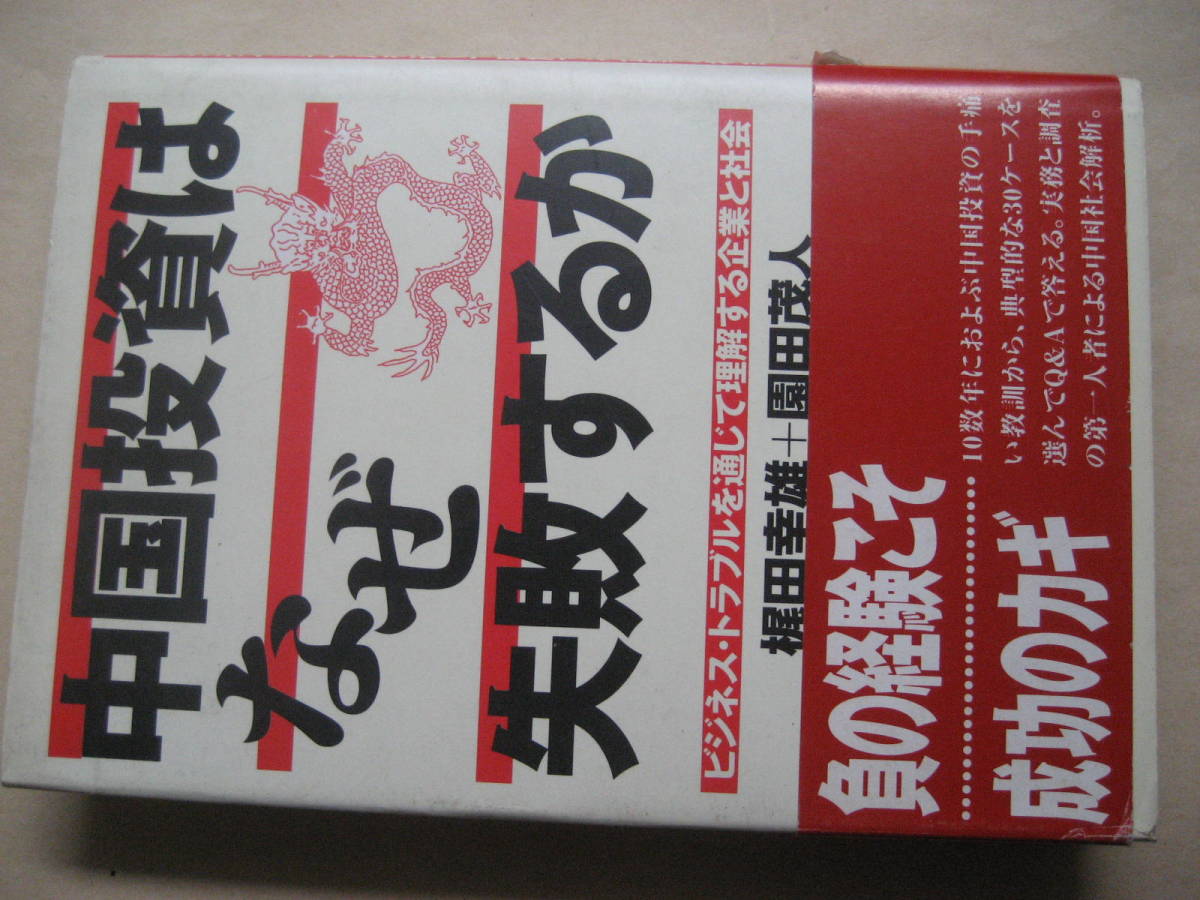 中国投資は
なぜ
失敗するか
ビジネス・トラブルを通じて理解する企業と社会
梶田幸雄＋園田茂人
負の経験こそ
成功のカギ
10数年におよぶ中国投資の手痛
い教訓から、典型的な30ケースを
選んでQ&Aで答える。実務と調査
の第一人者による中国社会解析。